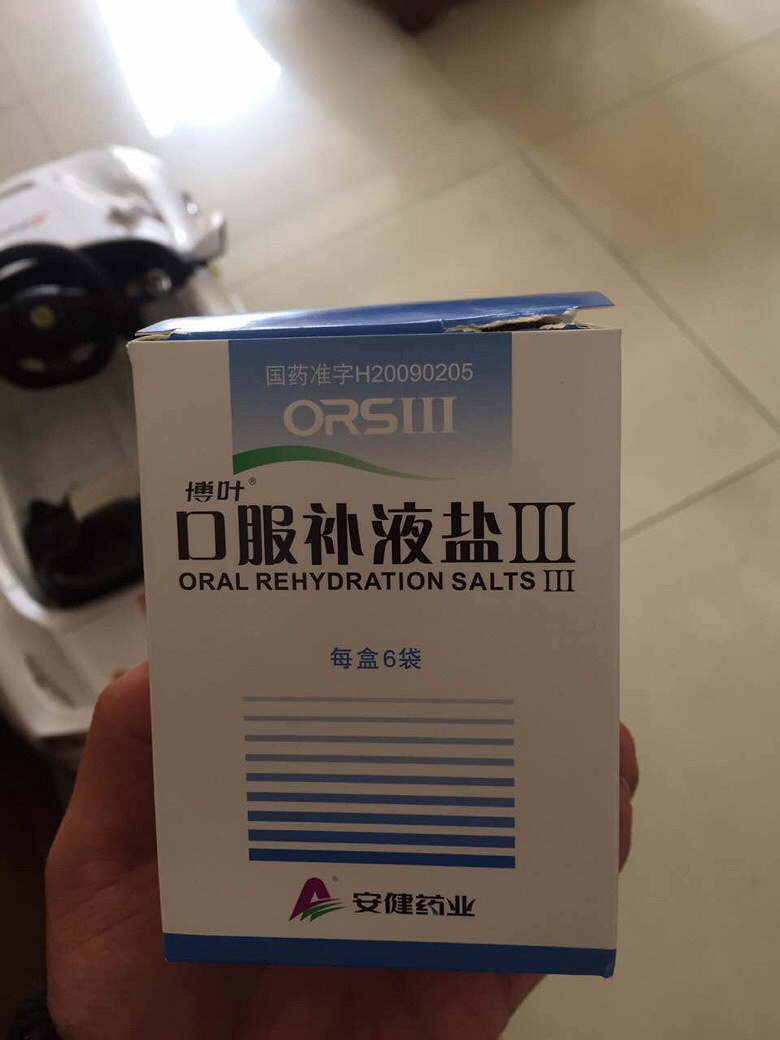 国药准字H20090205
ORSIII
博叶®
口服补液盐III
ORAL REHYDRATION SALTS III
每盒6袋
安健药业